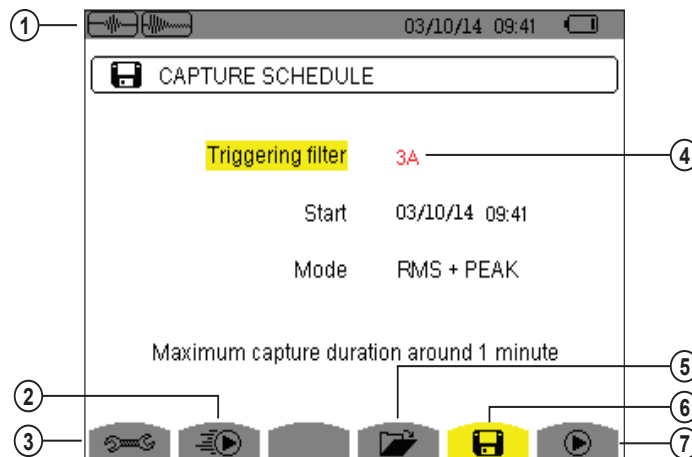 1
03/10/14 09:41
CAPTURE SCHEDULE
Triggering filter 3A
4
Start 03/10/14 09:41
Mode RMS + PEAK
Maximum capture duration around 1 minute
5
2
6
3
7